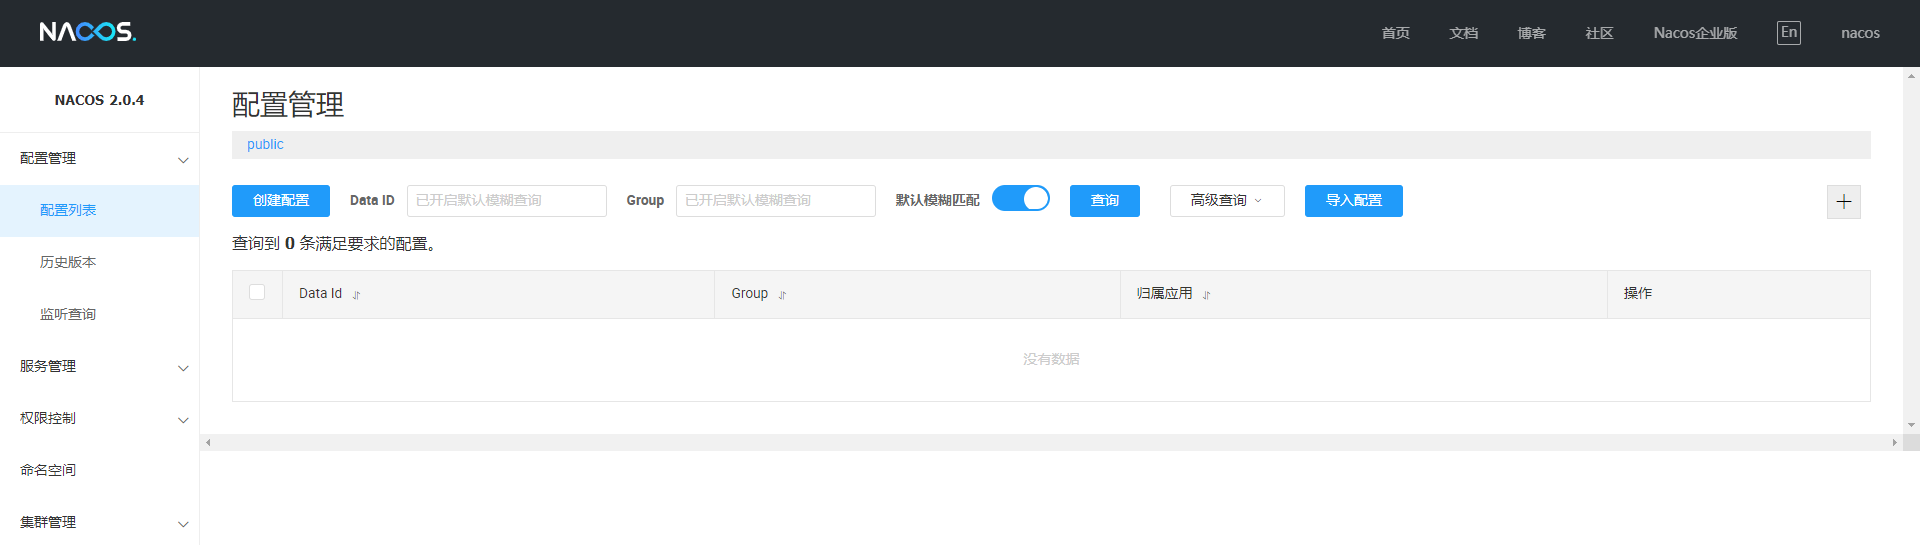 NACOS.
首页 文档 博客 社区 Nacos企业版 En nacos
NACOS 2.0.4
配置管理
配置列表
历史版本
监听查询
服务管理
权限控制
命名空间
集群管理
配置管理
public
创建配置 Data ID 已开启默认模糊查询 Group 已开启默认模糊查询 默认模糊匹配 查询 高级查询 导入配置
查询到 0 条满足要求的配置。
Data Id Group 归属应用 操作
没有数据